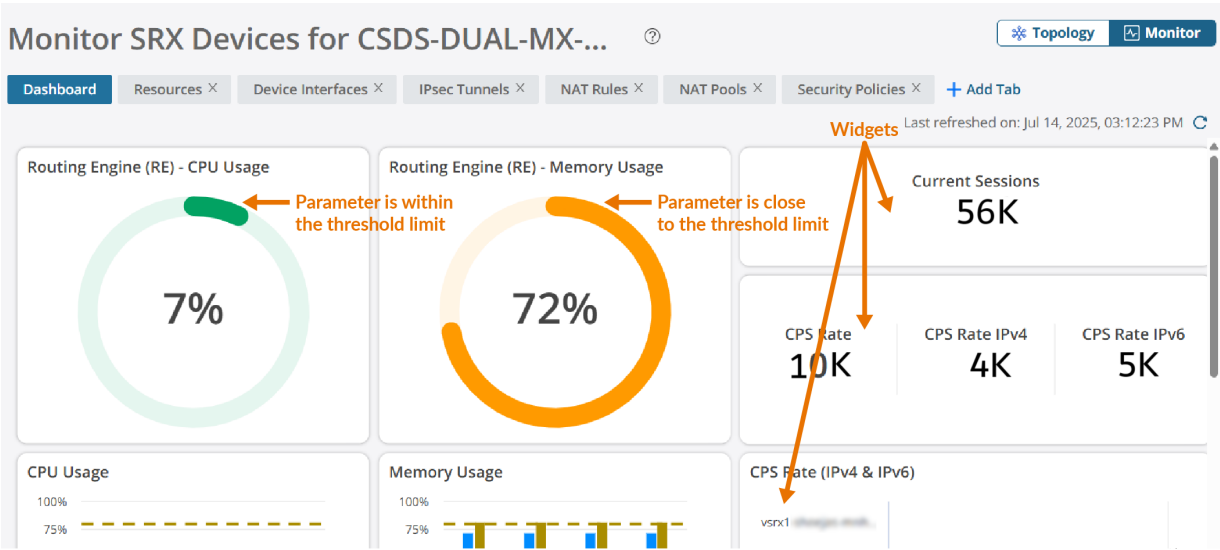 Monitor SRX Devices for CSDS-DUAL-MX-...
Topology
Monitor
Dashboard
Resources
Device Interfaces
IPsec Tunnels
NAT Rules
NAT Pools
Security Policies
Add Tab
Widgets
Last refreshed on: Jul 14, 2025, 03:12:23 PM
Routing Engine (RE) - CPU Usage
Parameter is within
the threshold limit
7%
Routing Engine (RE) - Memory Usage
Parameter is close
to the threshold limit
72%
Current Sessions
56K
CPS Rate
10K
CPS Rate IPv4
4K
CPS Rate IPv6
5K
CPU Usage
100%
75%
Memory Usage
100%
75%
CPS Rate (IPv4 & IPv6)
vsrx1